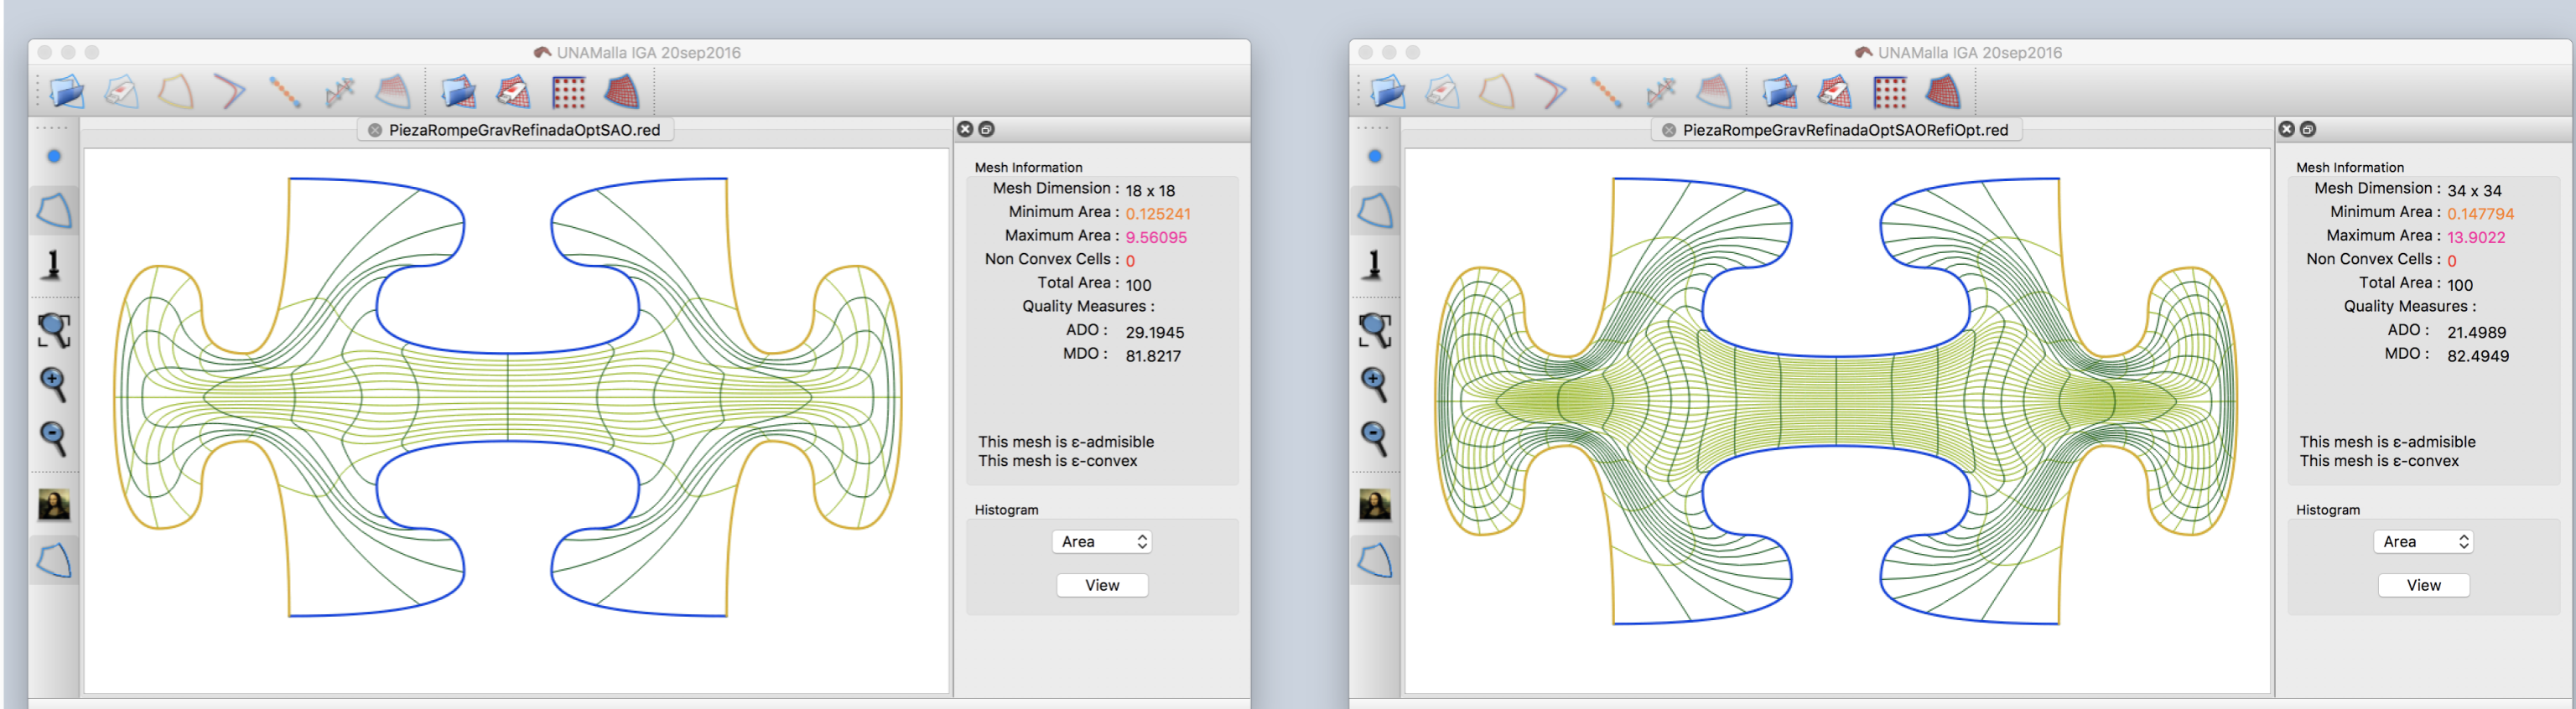 UNAMalla IGA 20sep2016
PiezaRompeGravRefinadaOptSAO.red
Mesh Information
Mesh Dimension : 18 x 18
Minimum Area : 0.125241
Maximum Area : 9.56095
Non Convex Cells : 0
Total Area : 100
Quality Measures :
ADO : 29.1945
MDO : 81.8217
This mesh is ε-admisible
This mesh is ε-convex
Histogram
Area
View
UNAMalla IGA 20sep2016
PiezaRompeGravRefinadaOptSAORefiOpt.red
Mesh Information
Mesh Dimension : 34 x 34
Minimum Area : 0.147794
Maximum Area : 13.9022
Non Convex Cells : 0
Total Area : 100
Quality Measures :
ADO : 21.4989
MDO : 82.4949
This mesh is ε-admisible
This mesh is ε-convex
Histogram
Area
View